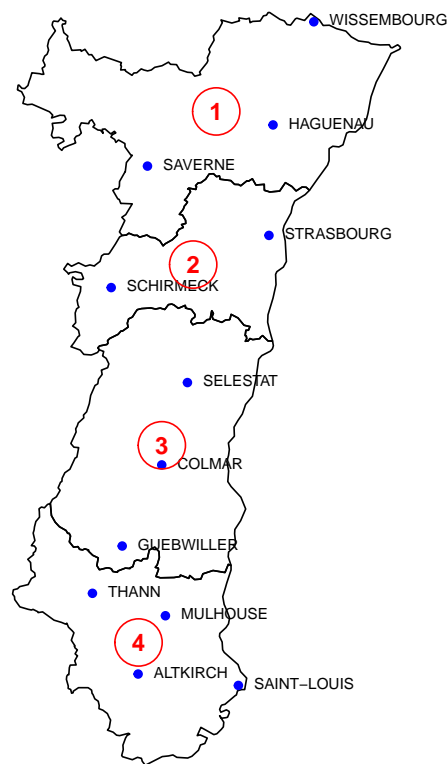 WISSEMBOURG
1
HAGUENAU
SAVERNE
STRASBOURG
2
SCHIRMECK
SELESTAT
3
COLMAR
GUEBWILLER
THANN
MULHOUSE
4
ALTKIRCH
SAINT−LOUIS